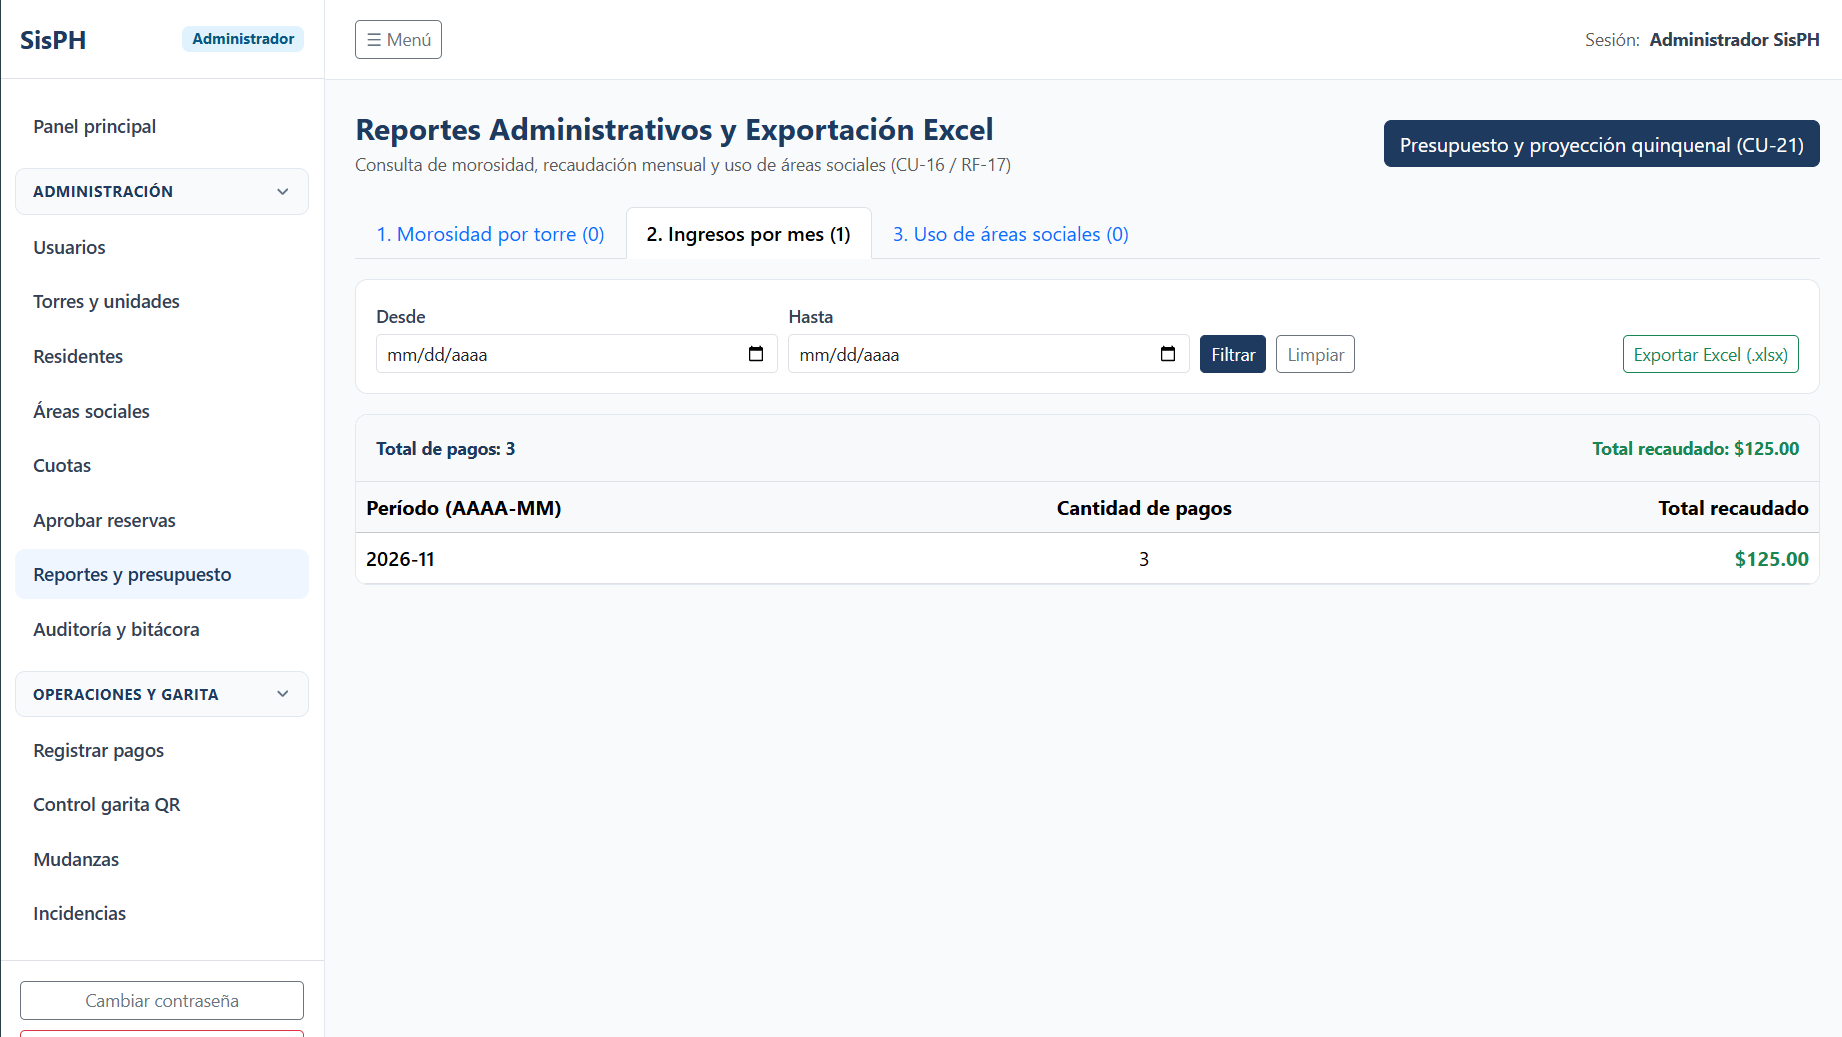 SisPH
Administrador
☰ Menú
Sesión: Administrador SisPH
Panel principal
ADMINISTRACIÓN
Usuarios
Torres y unidades
Residentes
Áreas sociales
Cuotas
Aprobar reservas
Reportes y presupuesto
Auditoría y bitácora
OPERACIONES Y GARITA
Registrar pagos
Control garita QR
Mudanzas
Incidencias
Cambiar contraseña
Reportes Administrativos y Exportación Excel
Consulta de morosidad, recaudación mensual y uso de áreas sociales (CU-16 / RF-17)
Presupuesto y proyección quinquenal (CU-21)
1. Morosidad por torre (0)
2. Ingresos por mes (1)
3. Uso de áreas sociales (0)
Desde
mm/dd/aaaa
Hasta
mm/dd/aaaa
Filtrar
Limpiar
Exportar Excel (.xlsx)
Total de pagos: 3
Total recaudado: $125.00
Período (AAAA-MM) Cantidad de pagos Total recaudado
2026-11 3 $125.00